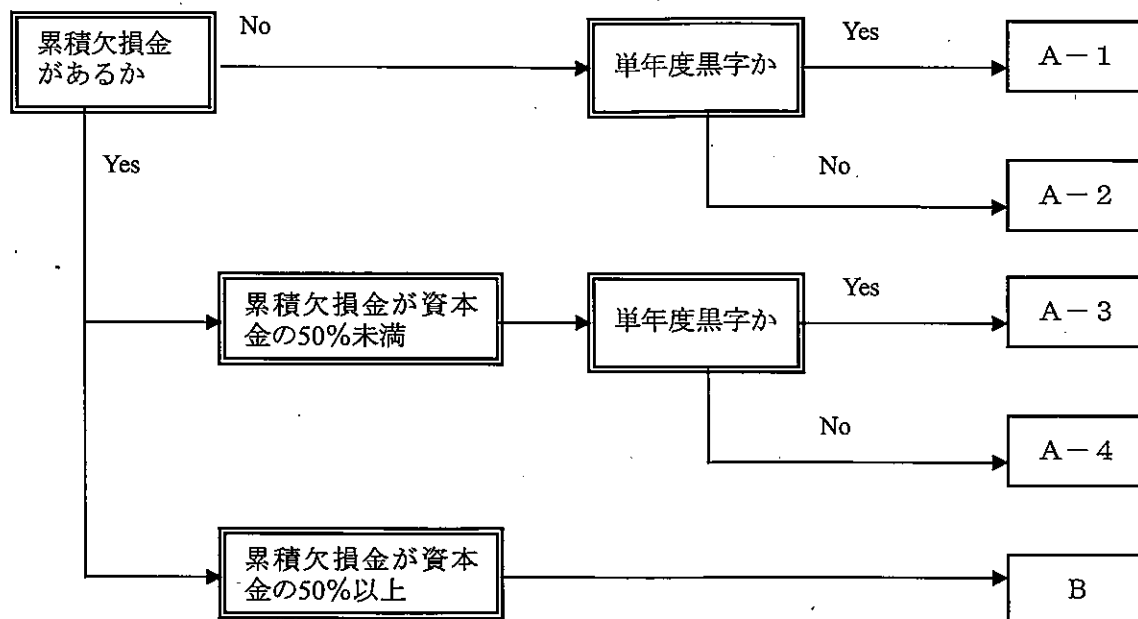 累積欠損金
があるか
No
単年度黒字か
Yes
A－1
No
A－2
Yes
累積欠損金が資本
金の50%未満
単年度黒字か
Yes
A－3
No
A－4
累積欠損金が資本
金の50%以上
B